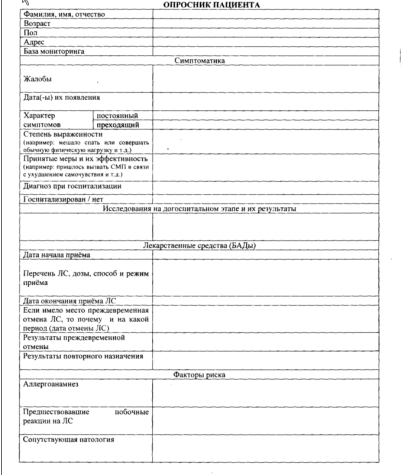 ОПРОСНИК ПАЦИЕНТА
Фамилия, имя, отчество
Возраст
Пол
Адрес
База мониторинга
Симптоматика
Жалобы
Дата(-ы) их появления
Характер постоянный
симптомов преходящий
Степень выраженности
(например: мешало спать или совершать
обычную физическую нагрузку и т.д.)
Принятые меры и их эффективность
(например: пришлось вызвать СМП в связи
с ухудшением самочувствия и т.д.)
Диагноз при госпитализации
Госпитализирован / нет
Исследования на догоспитальном этапе и их результаты
Лекарственные средства (БАДы)
Дата начала приёма
Перечень ЛС, дозы, способ и режим
приёма
Дата окончания приёма ЛС
Если имело место преждевременная
отмена ЛС, то почему и на какой
период (дата отмены ЛС)
Результаты преждевременной
отмены
Результаты повторного назначения
Факторы риска
Аллергоанамнез
Предшествовавшие побочные
реакции на ЛС
Сопутствующая патология